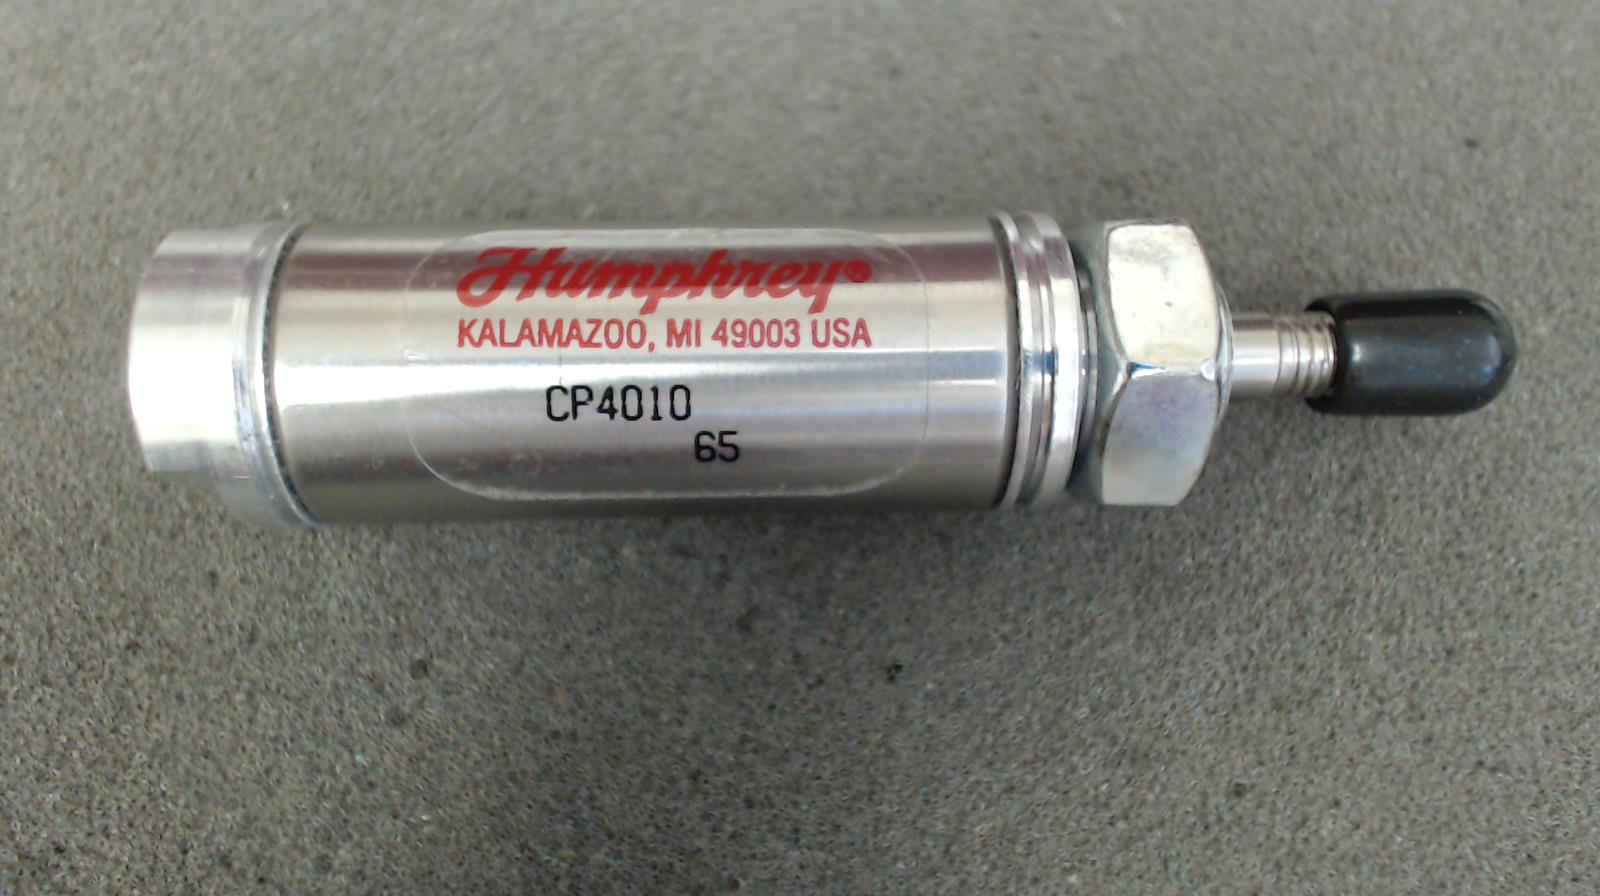 Humphrey®
KALAMAZOO, MI 49003 USA
CP4010
65